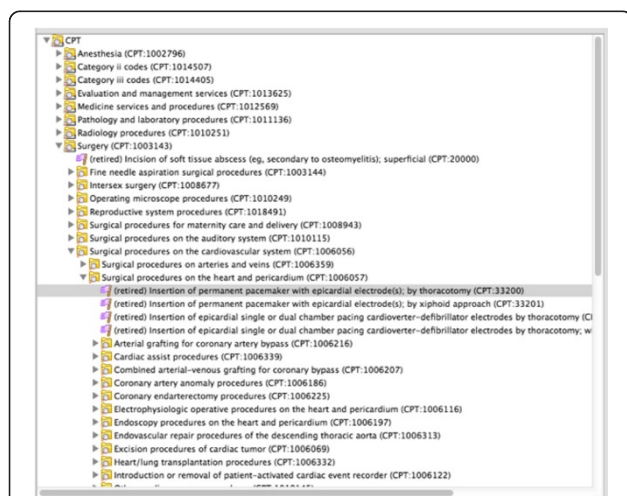 CPT
Anesthesia (CPT:1002796)
Category ii codes (CPT:1014507)
Category iii codes (CPT:1014405)
Evaluation and management services (CPT:1013625)
Medicine services and procedures (CPT:1012569)
Pathology and laboratory procedures (CPT:1011136)
Radiology procedures (CPT:1010251)
Surgery (CPT:1003143)
(retired) Incision of soft tissue abscess (eg, secondary to osteomyelitis); superficial (CPT:20000)
Fine needle aspiration surgical procedures (CPT:1003144)
Intersex surgery (CPT:1008677)
Operating microscope procedures (CPT:1010249)
Reproductive system procedures (CPT:1018491)
Surgical procedures for maternity care and delivery (CPT:1008943)
Surgical procedures on the auditory system (CPT:1010115)
Surgical procedures on the cardiovascular system (CPT:1006056)
Surgical procedures on arteries and veins (CPT:1006359)
Surgical procedures on the heart and pericardium (CPT:1006057)
(retired) Insertion of permanent pacemaker with epicardial electrode(s); by thoracotomy (CPT:33200)
(retired) Insertion of permanent pacemaker with epicardial electrode(s); by xiphoid approach (CPT:33201)
(retired) Insertion of epicardial single or dual chamber pacing cardioverter-defibrillator electrodes by thoracotomy (C
(retired) Insertion of epicardial single or dual chamber pacing cardioverter-defibrillator electrodes by thoracotomy; w
Arterial grafting for coronary artery bypass (CPT:1006216)
Cardiac assist procedures (CPT:1006339)
Combined arterial-venous grafting for coronary bypass (CPT:1006207)
Coronary artery anomaly procedures (CPT:1006186)
Coronary endarterectomy procedures (CPT:1006225)
Electrophysiologic operative procedures on the heart and pericardium (CPT:1006116)
Endoscopy procedures on the heart and pericardium (CPT:1006197)
Endovascular repair procedures of the descending thoracic aorta (CPT:1006313)
Excision procedures of cardiac tumor (CPT:1006069)
Heart/lung transplantation procedures (CPT:1006332)
Introduction or removal of patient-activated cardiac event recorder (CPT:1006122)